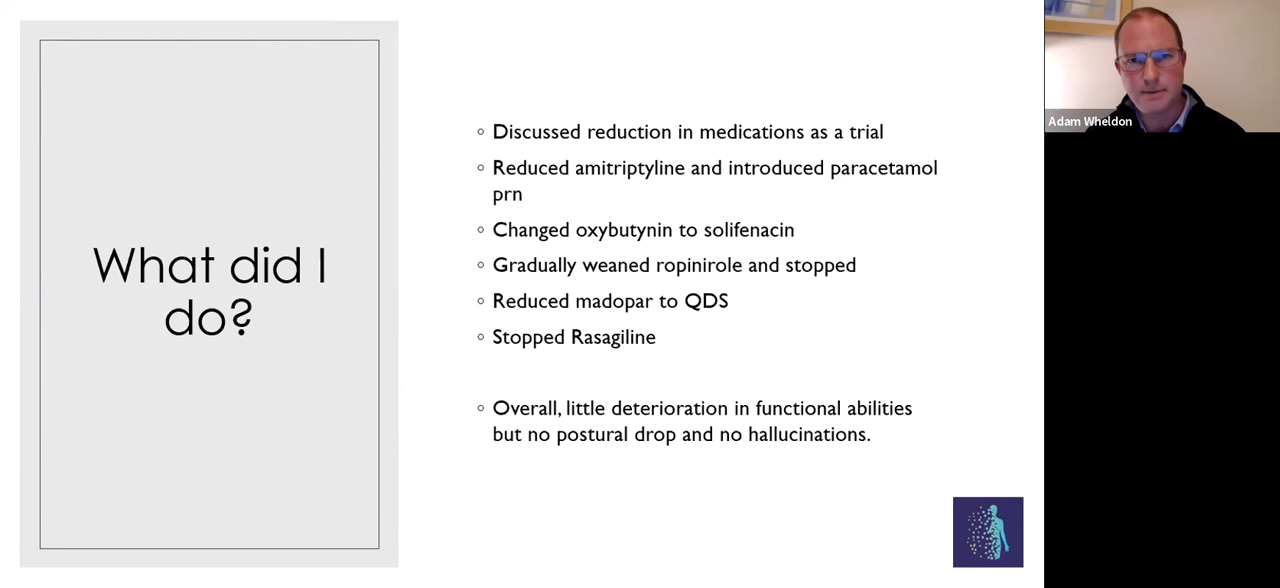 What did I
do?
Discussed reduction in medications as a trial
Reduced amitriptyline and introduced paracetamol
prn
Changed oxybutynin to solifenacin
Gradually weaned ropinirole and stopped
Reduced madopar to QDS
Stopped Rasagiline
Overall, little deterioration in functional abilities
but no postural drop and no hallucinations.
Adam Wheldon